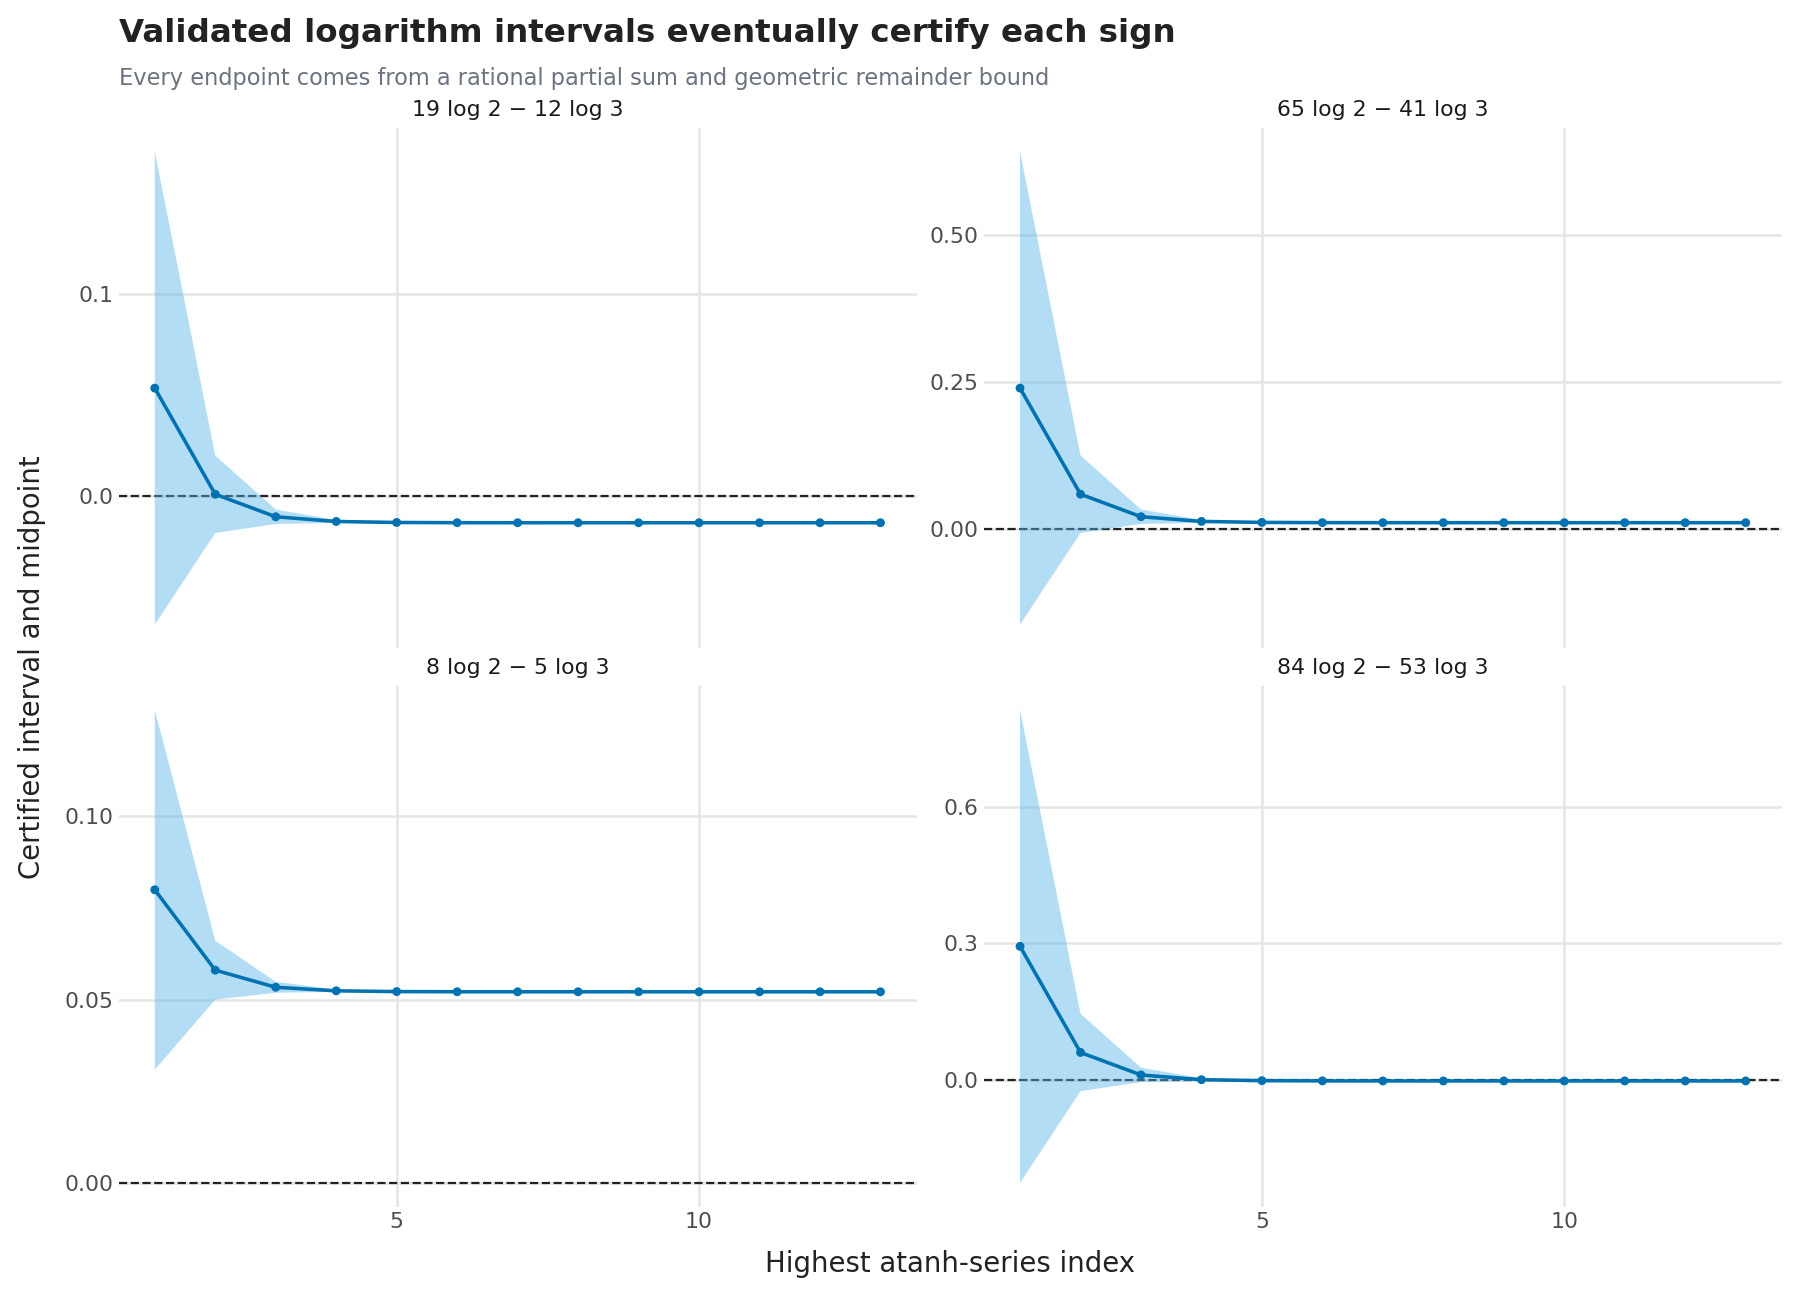 Validated logarithm intervals eventually certify each sign
Every endpoint comes from a rational partial sum and geometric remainder bound
19 log 2 − 12 log 3
65 log 2 − 41 log 3
0.1
0.0
0.50
0.25
0.00
8 log 2 − 5 log 3
84 log 2 − 53 log 3
0.10
0.05
0.00
0.6
0.3
0.0
5
10
5
10
Certified interval and midpoint
Highest atanh-series index